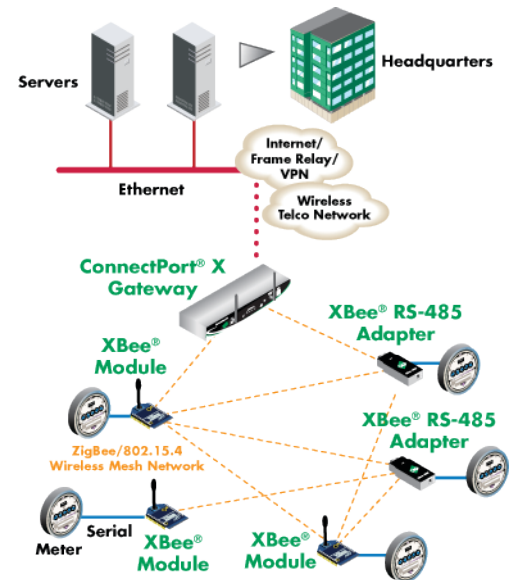 Servers
Headquarters
Internet/
Frame Relay/
VPN
Ethernet
Wireless
Telco Network
ConnectPort® X
Gateway
XBee® RS-485
Adapter
XBee®
Module
XBee® RS-485
Adapter
ZigBee/802.15.4
Wireless Mesh Network
Serial
Meter
XBee®
Module
XBee®
Module